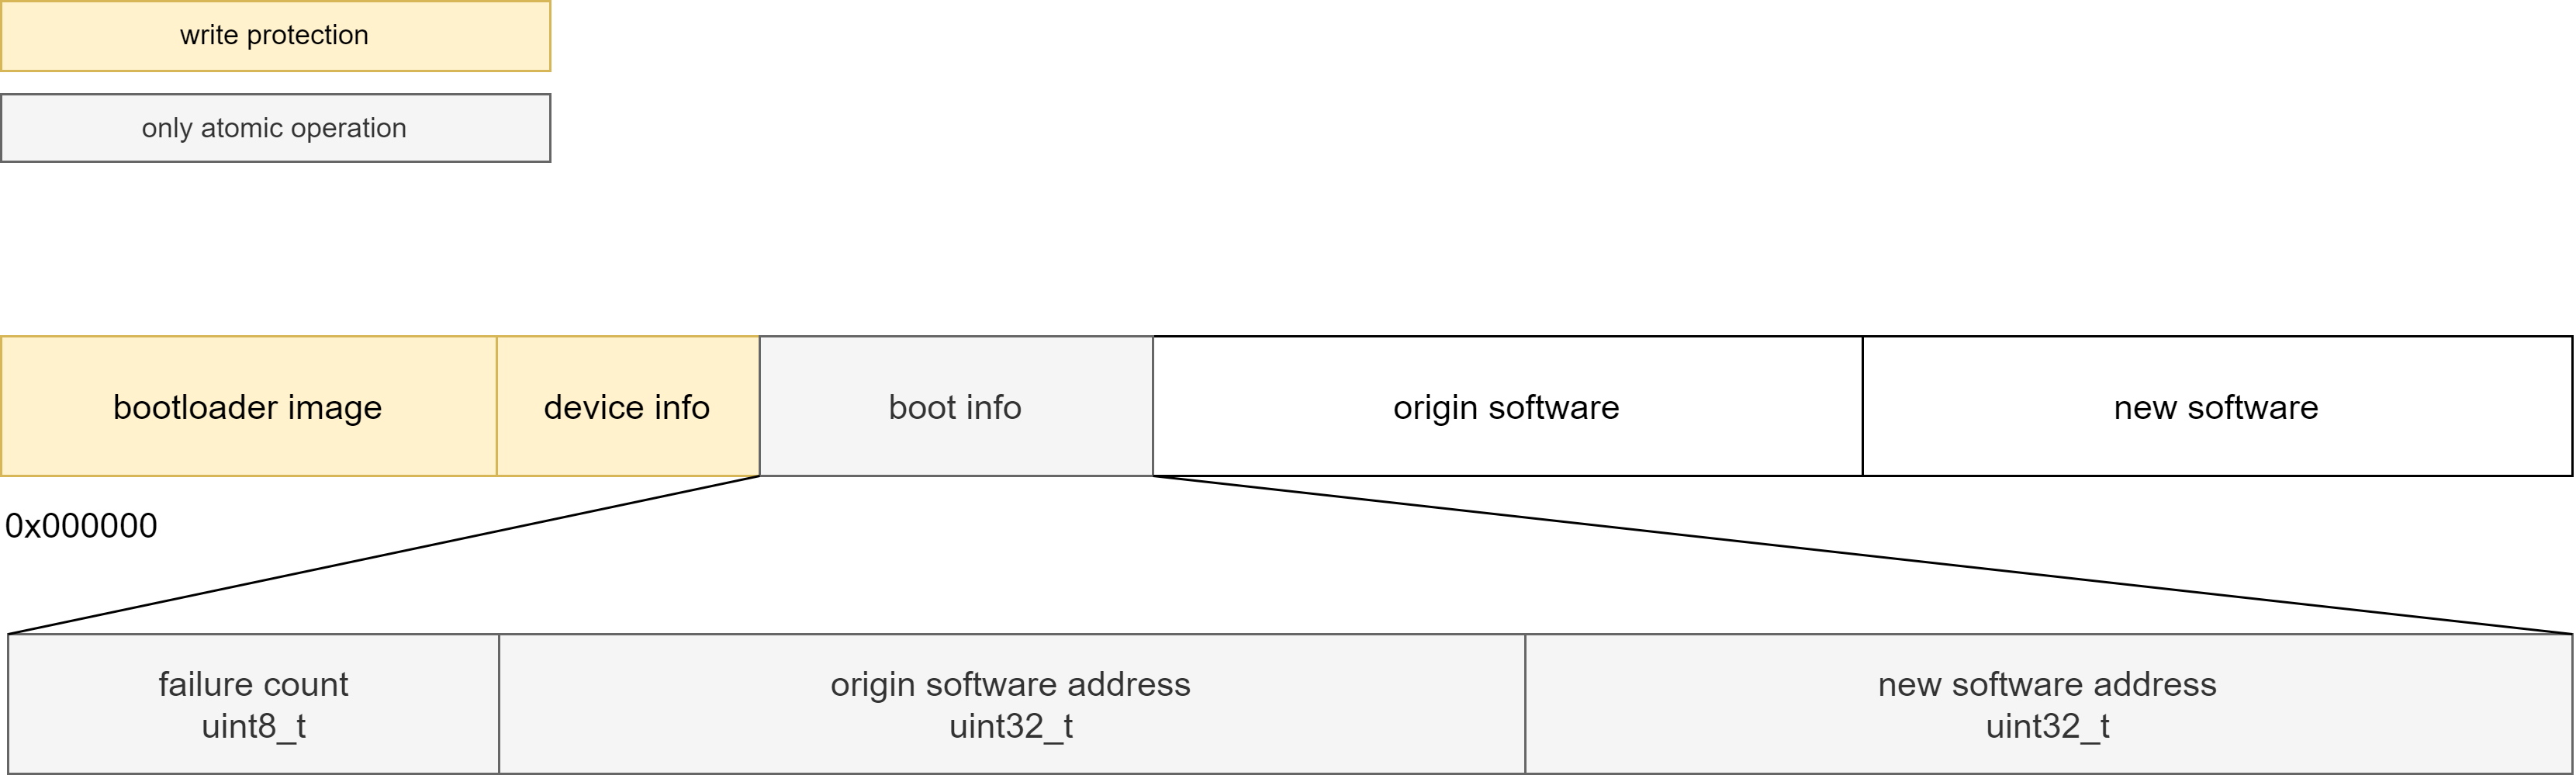 write protection
only atomic operation
bootloader image
device info
boot info
origin software
new software
0x000000
failure count
uint8_t
origin software address
uint32_t
new software address
uint32_t